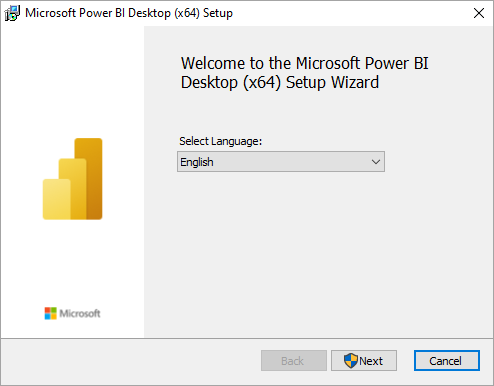 Microsoft Power BI Desktop (x64) Setup
Welcome to the Microsoft Power BI
Desktop (x64) Setup Wizard
Select Language:
English
Microsoft
Back
Next
Cancel